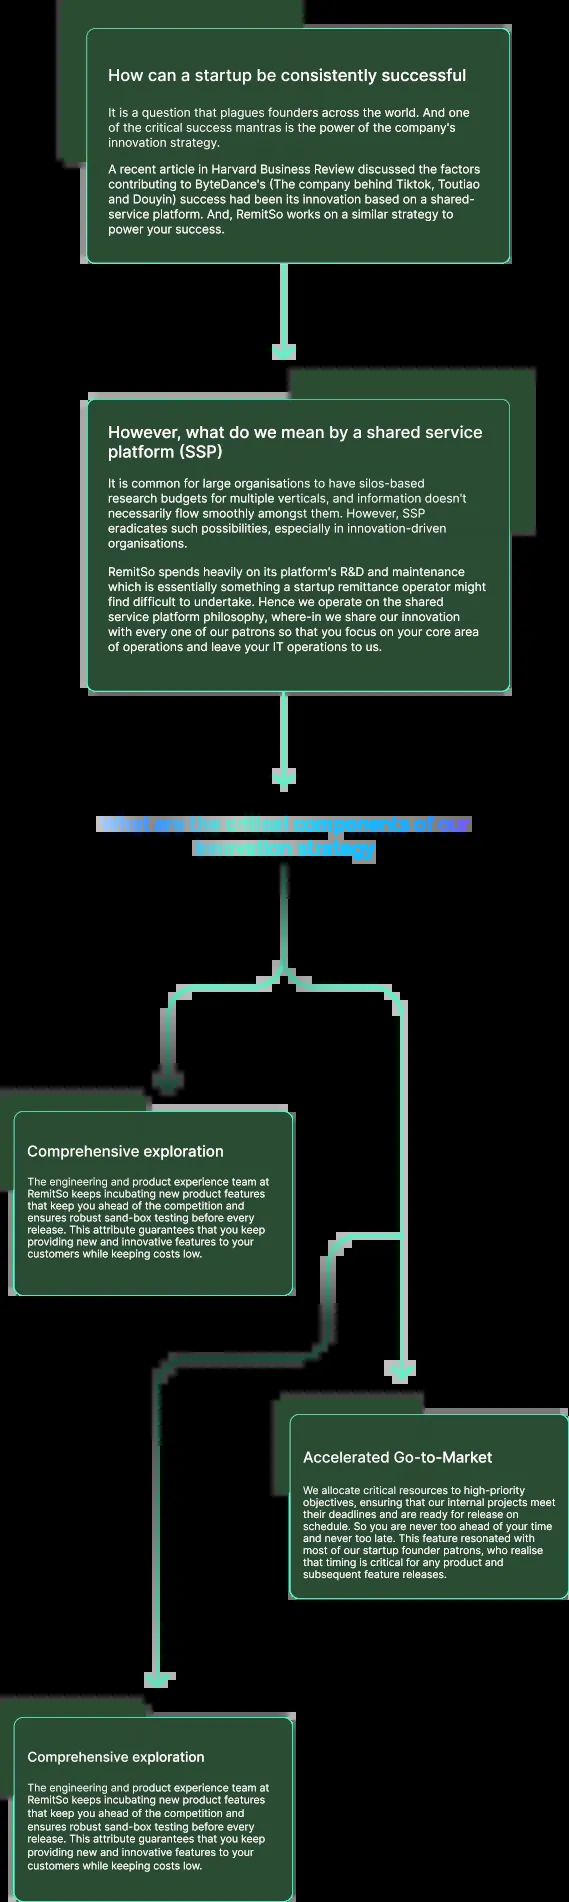 How can a startup be consistently successful
It is a question that plagues founders across the world. And one
of the critical success mantras is the power of the company's
innovation strategy.
A recent article in Harvard Business Review discussed the factors
contributing to ByteDance's (The company behind Tiktok, Toutiao
and Douyin) success had been its innovation based on a shared-
service platform. And, RemitSo works on a similar strategy to
power your success.
However, what do we mean by a shared service
platform (SSP)
It is common for large organisations to have silos-based
research budgets for multiple verticals, and information doesn't
necessarily flow smoothly amongst them. However, SSP
eradicates such possibilities, especially in innovation-driven
organisations.
RemitSo spends heavily on its platform's R&D and maintenance
which is essentially something a startup remittance operator might
find difficult to undertake. Hence we operate on the shared
service platform philosophy, where-in we share our innovation
with every one of our patrons so that you focus on your core area
of operations and leave your IT operations to us.
What are the critical components of our
innovation strategy
Comprehensive exploration
The engineering and product experience team at
RemitSo keeps incubating new product features
that keep you ahead of the competition and
ensures robust sand-box testing before every
release. This attribute guarantees that you keep
providing new and innovative features to your
customers while keeping costs low.
Accelerated Go-to-Market
We allocate critical resources to high-priority
objectives, ensuring that our internal projects meet
their deadlines and are ready for release on
schedule. So you are never too ahead of your time
and never too late. This feature resonated with
most of our startup founder patrons, who realise
that timing is critical for any product and
subsequent feature releases.
Comprehensive exploration
The engineering and product experience team at
RemitSo keeps incubating new product features
that keep you ahead of the competition and
ensures robust sand-box testing before every
release. This attribute guarantees that you keep
providing new and innovative features to your
customers while keeping costs low.